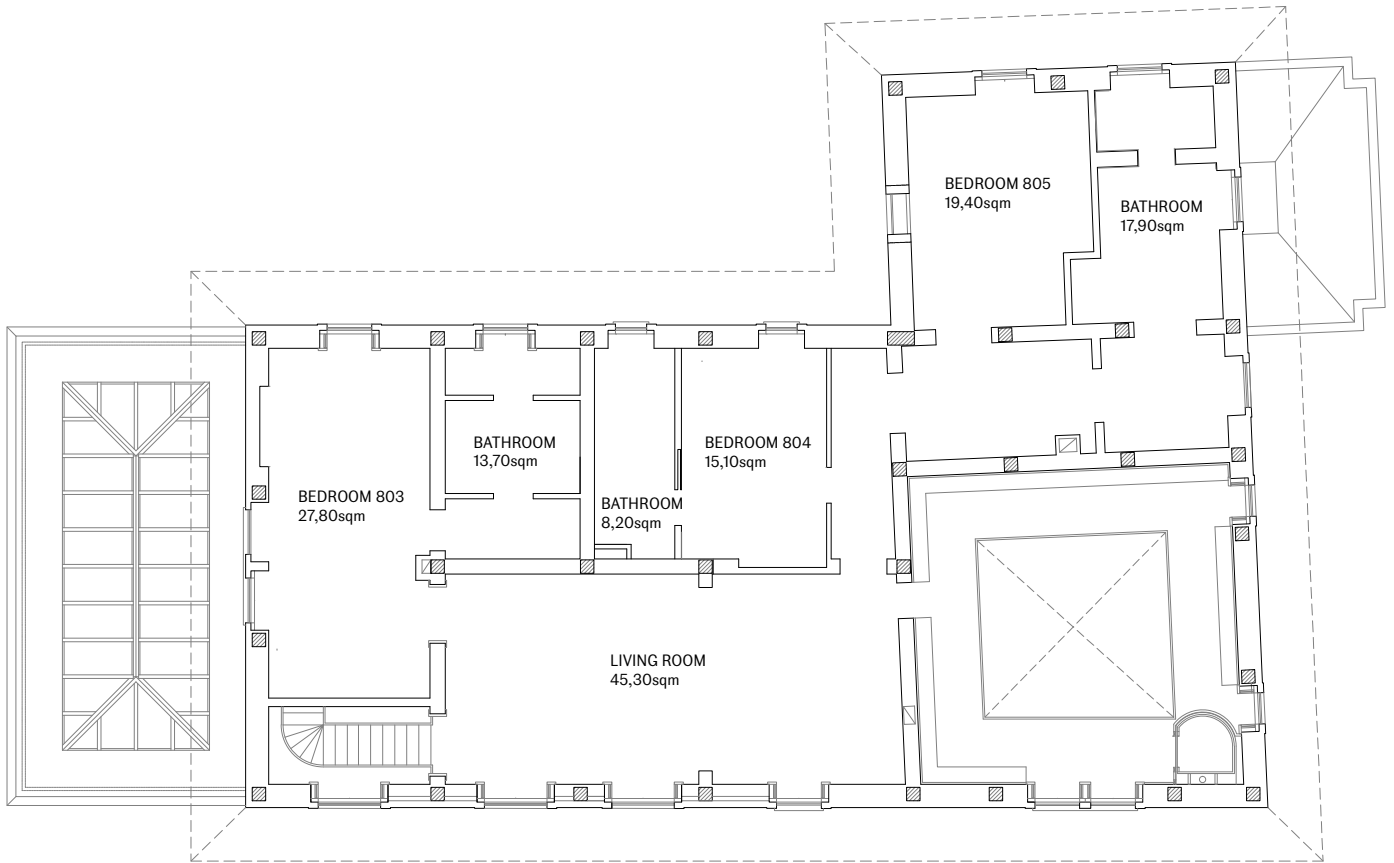 BEDROOM 805
19,40sqm
BATHROOM
17,90sqm
BATHROOM
13,70sqm
BEDROOM 804
15,10sqm
BEDROOM 803
27,80sqm
BATHROOM
8,20sqm
LIVING ROOM
45,30sqm